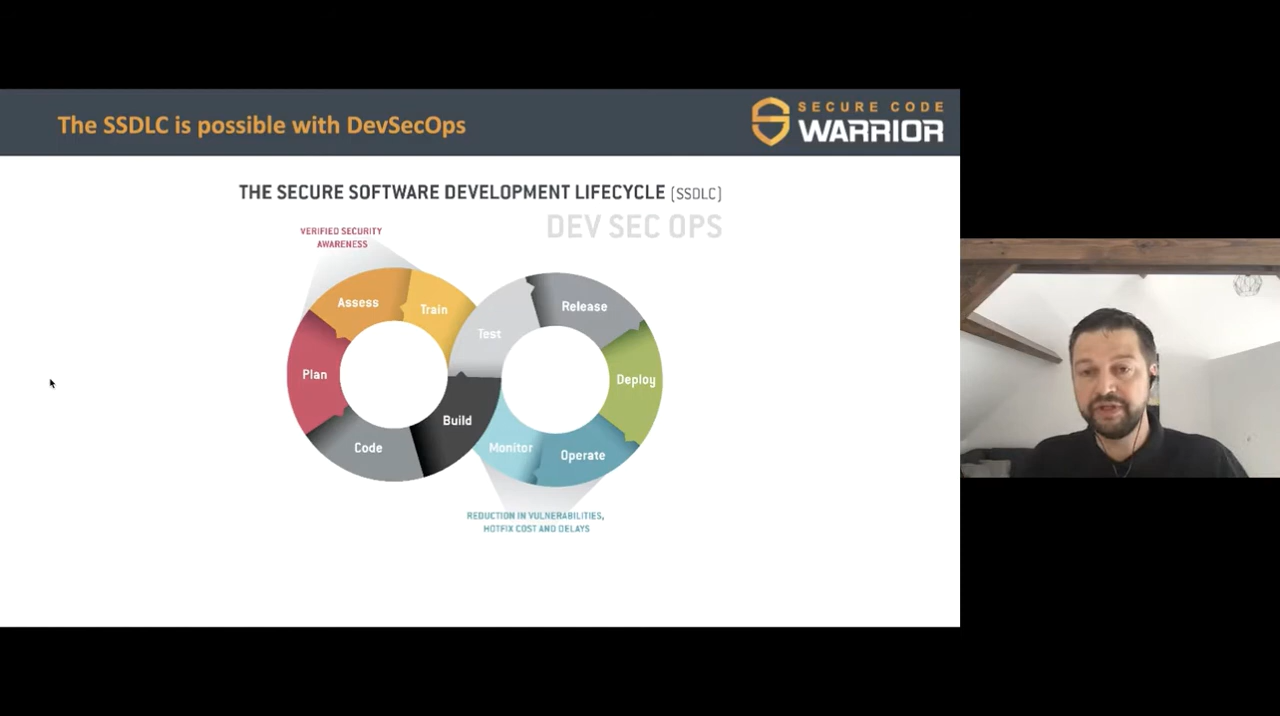 The SSDLC is possible with DevSecOps
SECURE CODE
WARRIOR
THE SECURE SOFTWARE DEVELOPMENT LIFECYCLE (SSDLC)
DEV SEC OPS
VERIFIED SECURITY
AWARENESS
Assess
Train
Test
Release
Plan
Deploy
Code
Build
Monitor
Operate
REDUCTION IN VULNERABILITIES,
HOTFIX COST AND DELAYS